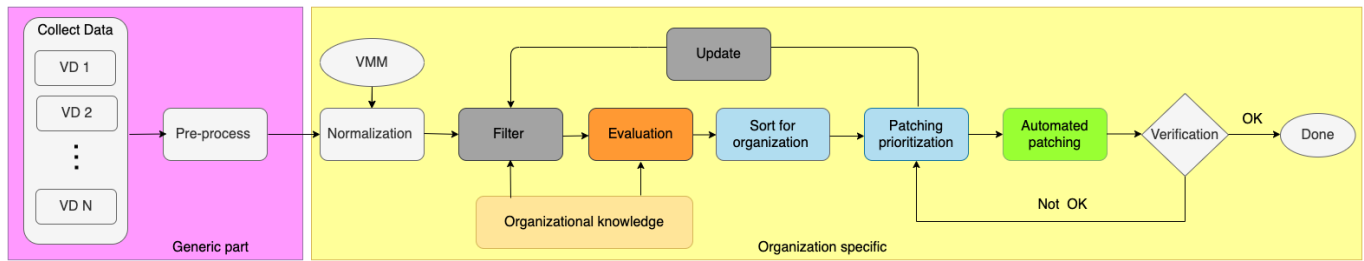 Collect Data
VD 1
VD 2
VD N
Pre-process
Generic part
VMM
Normalization
Update
Filter
Evaluation
Organizational knowledge
Sort for
organization
Patching
prioritization
Automated
patching
Verification
OK
Done
Not OK
Organization specific